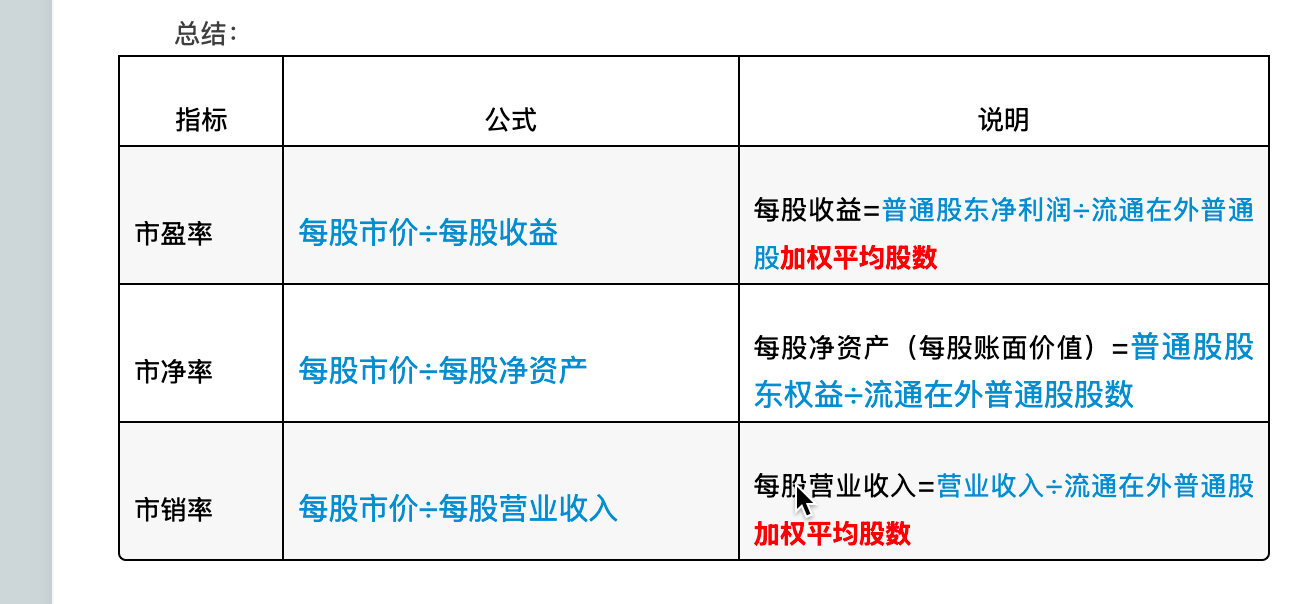 总结：
指标 公式 说明
每股收益=普通股东净利润÷流通在外普通
市盈率 每股市价÷每股收益
股加权平均股数
每股净资产（每股账面价值）=普通股股
市净率 每股市价÷每股净资产
东权益÷流通在外普通股股数
每股营业收入=营业收入÷流通在外普通股
市销率 每股市价÷每股营业收入
加权平均股数